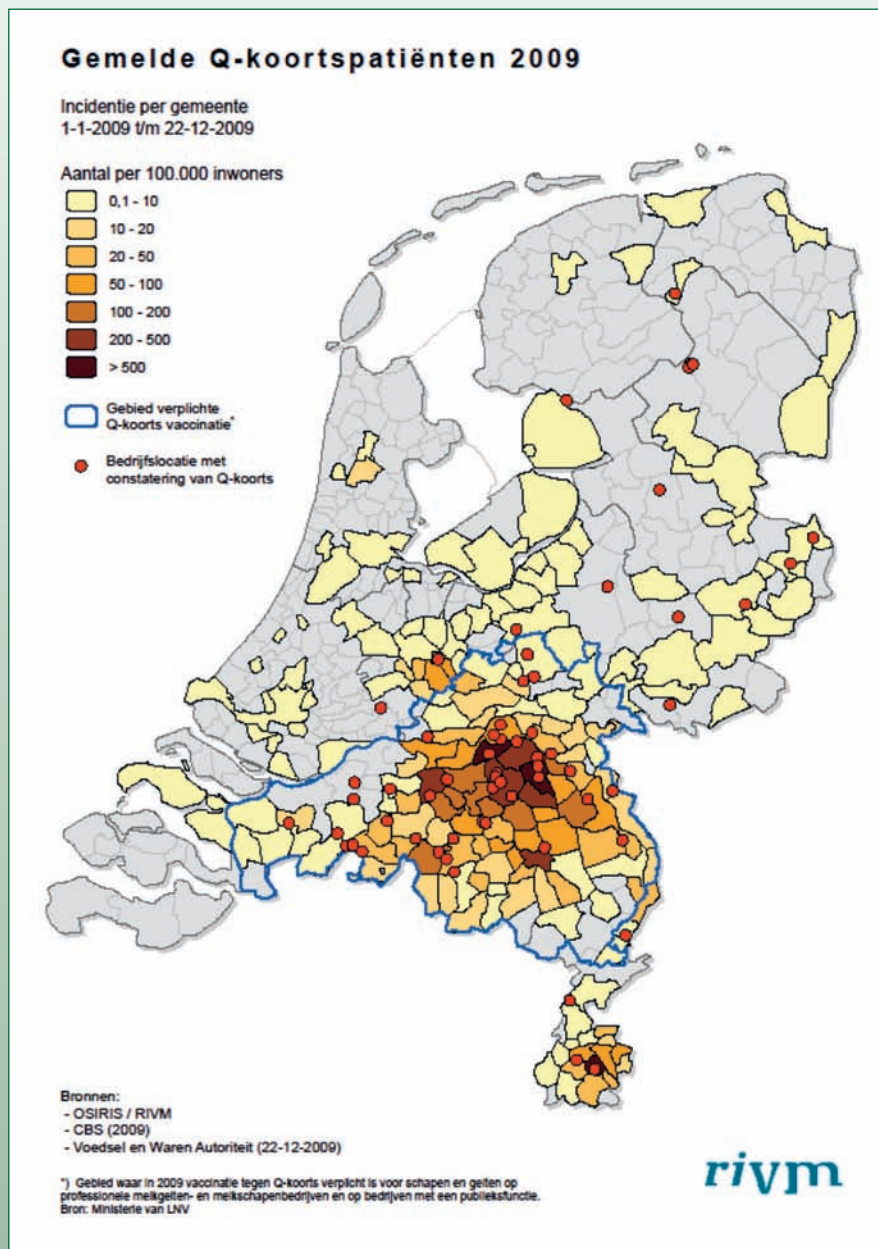 Gemelde Q-koortspatiënten 2009
Incidentie per gemeente
1-1-2009 t/m 22-12-2009
Aantal per 100.000 inwoners
0,1 - 10
10 - 20
20 - 50
50 - 100
100 - 200
200 - 500
> 500
Gebied verplichte
Q-koorts vaccinatie*
Bedrijfslocatie met
constatering van Q-koorts
Bronnen:
- OSIRIS / RIVM
- CBS (2009)
- Voedsel en Waren Autoriteit (22-12-2009)
*) Gebied waar in 2009 vaccinatie tegen Q-koorts verplicht is voor schapen en geiten op
professionele melkgeiten- en melkschapenbedrijven en op bedrijven met een publieksfunctie.
Bron: Ministerie van LNV
rivm